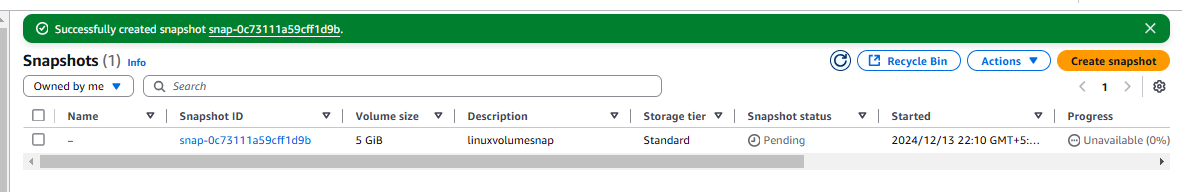 Successfully created snapshot snap-0c73111a59cff1d9b.
Snapshots (1) Info
Recycle Bin
Actions
Create snapshot
Owned by me
Search
1
Name Snapshot ID Volume size Description Storage tier Snapshot status Started Progress
– snap-0c73111a59cff1d9b 5 GiB linuxvolumesnap Standard Pending 2024/12/13 22:10 GMT+5:... Unavailable (0%)